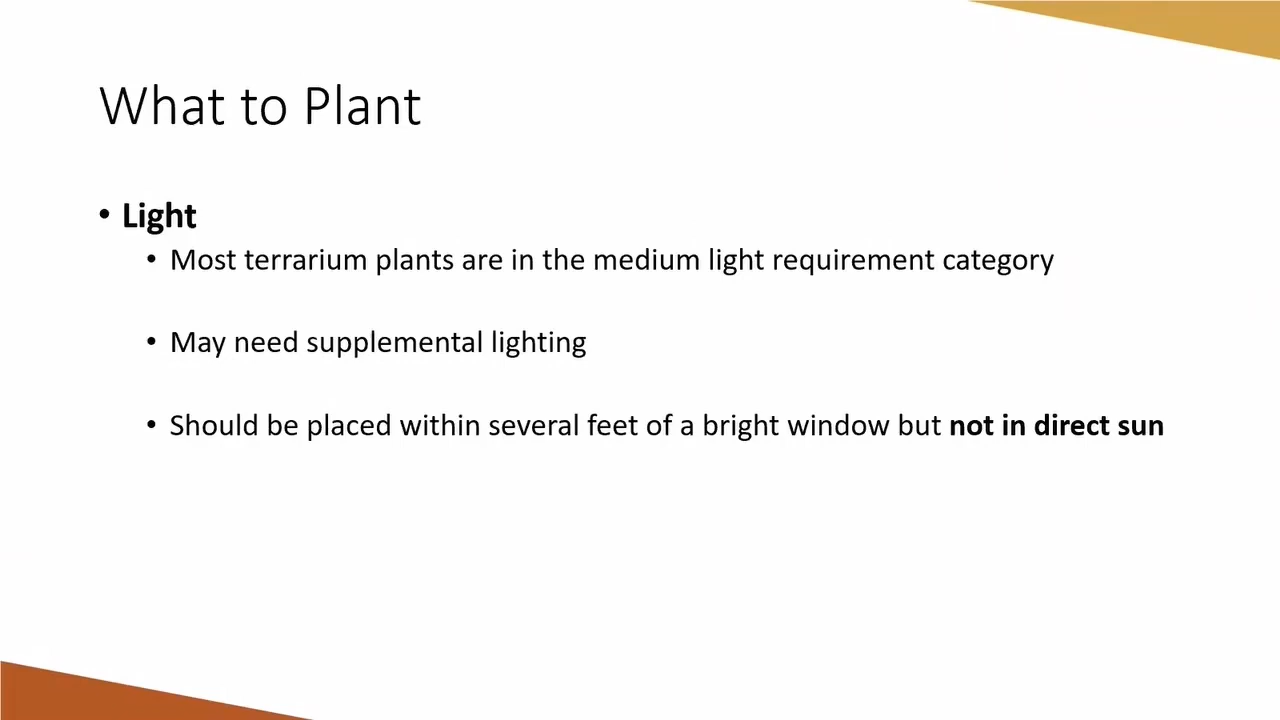 What to Plant
• Light
• Most terrarium plants are in the medium light requirement category
• May need supplemental lighting
• Should be placed within several feet of a bright window but not in direct sun